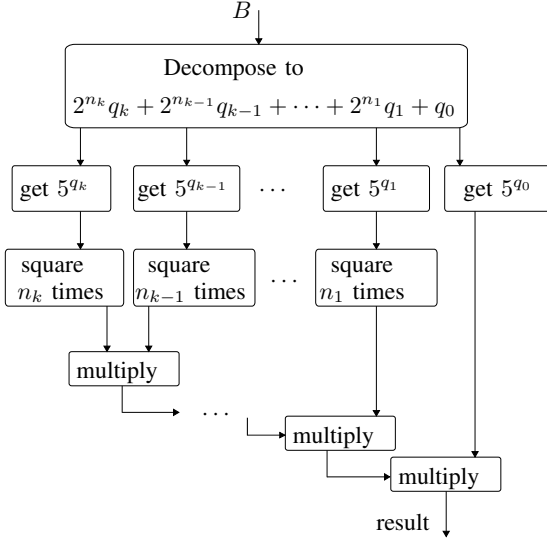 B
Decompose to
2^{n_k}q_k + 2^{n_{k-1}}q_{k-1} + ⋯ + 2^{n_1}q_1 + q_0
get 5^{q_k} get 5^{q_{k-1}} ⋯ get 5^{q_1} get 5^{q_0}
square square square
n_k times n_{k-1} times ⋯ n_1 times
multiply
⋯
multiply
multiply
result